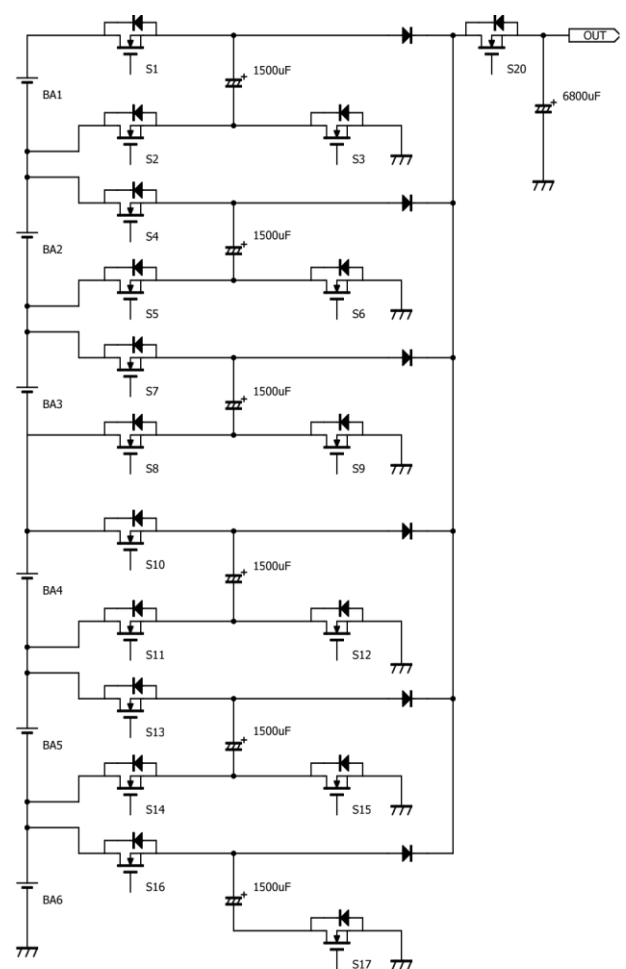 OUT
S1
S20
1500uF
6800uF
BA1
S2
S3
S4
1500uF
BA2
S5
S6
S7
1500uF
BA3
S8
S9
S10
1500uF
BA4
S11
S12
S13
1500uF
BA5
S14
S15
S16
1500uF
BA6
S17